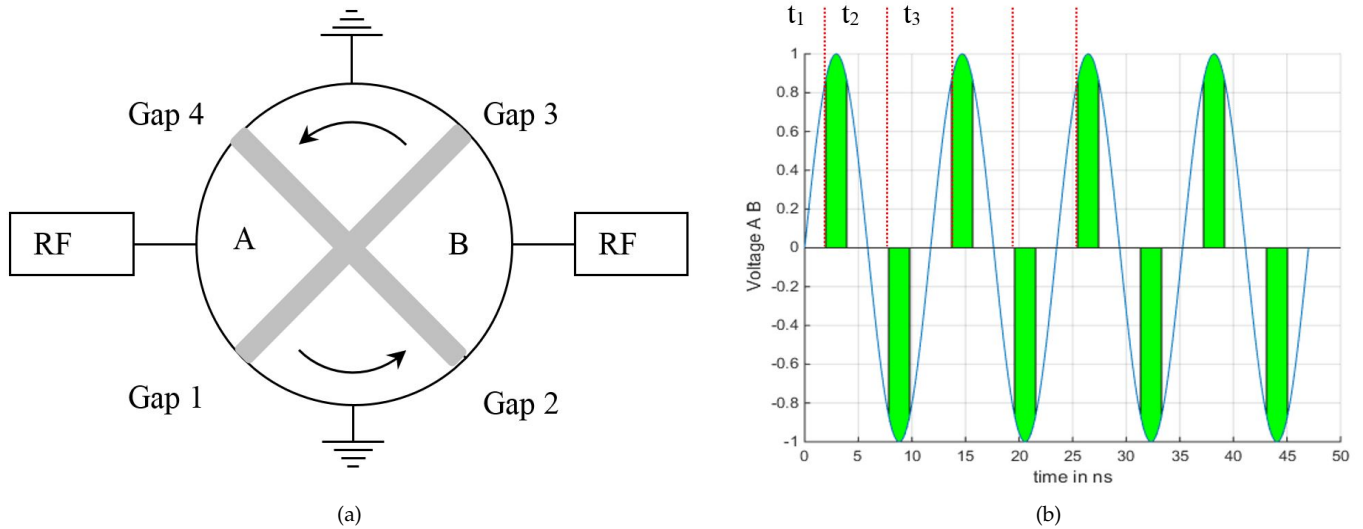 Gap 4
Gap 3
RF
A
B
RF
Gap 1
Gap 2
(a)
t₁ t₂ t₃
1
0.8
0.6
0.4
0.2
0
-0.2
-0.4
-0.6
-0.8
-1
Voltage A B
0 5 10 15 20 25 30 35 40 45 50
time in ns
(b)